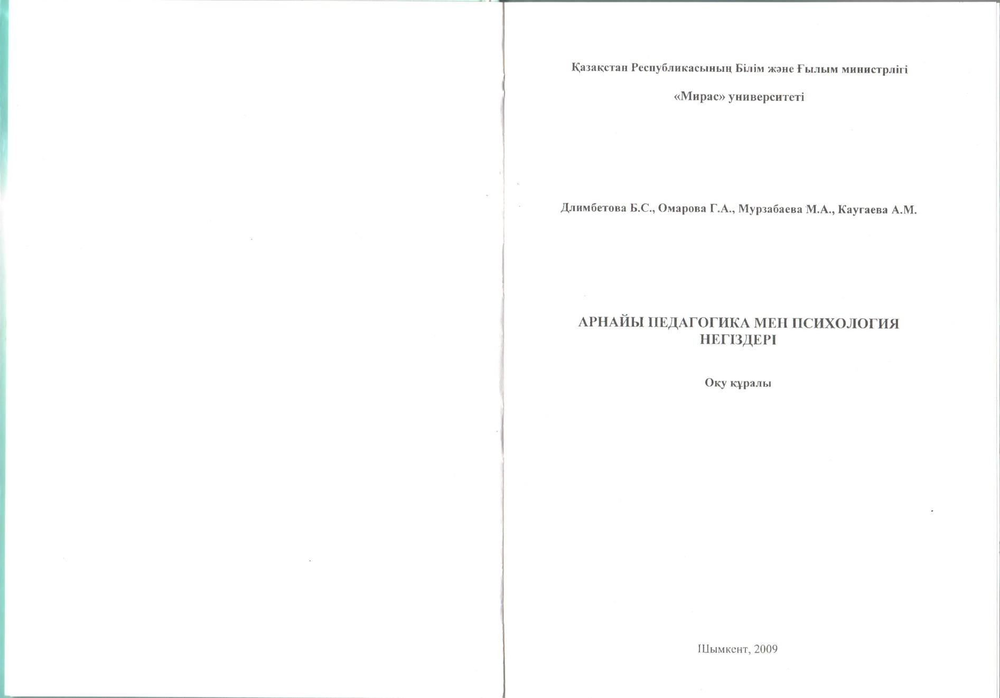 Қазақстан Республикасының Білім және Ғылым министрлігі
«Мирас» университеті
Длимбетова Б.С., Омарова Г.А., Мурзабаева М.А., Каугаева А.М.
АРНАЙЫ ПЕДАГОГИКА МЕН ПСИХОЛОГИЯ
НЕГІЗДЕРІ
Оқу құралы
Шымкент, 2009